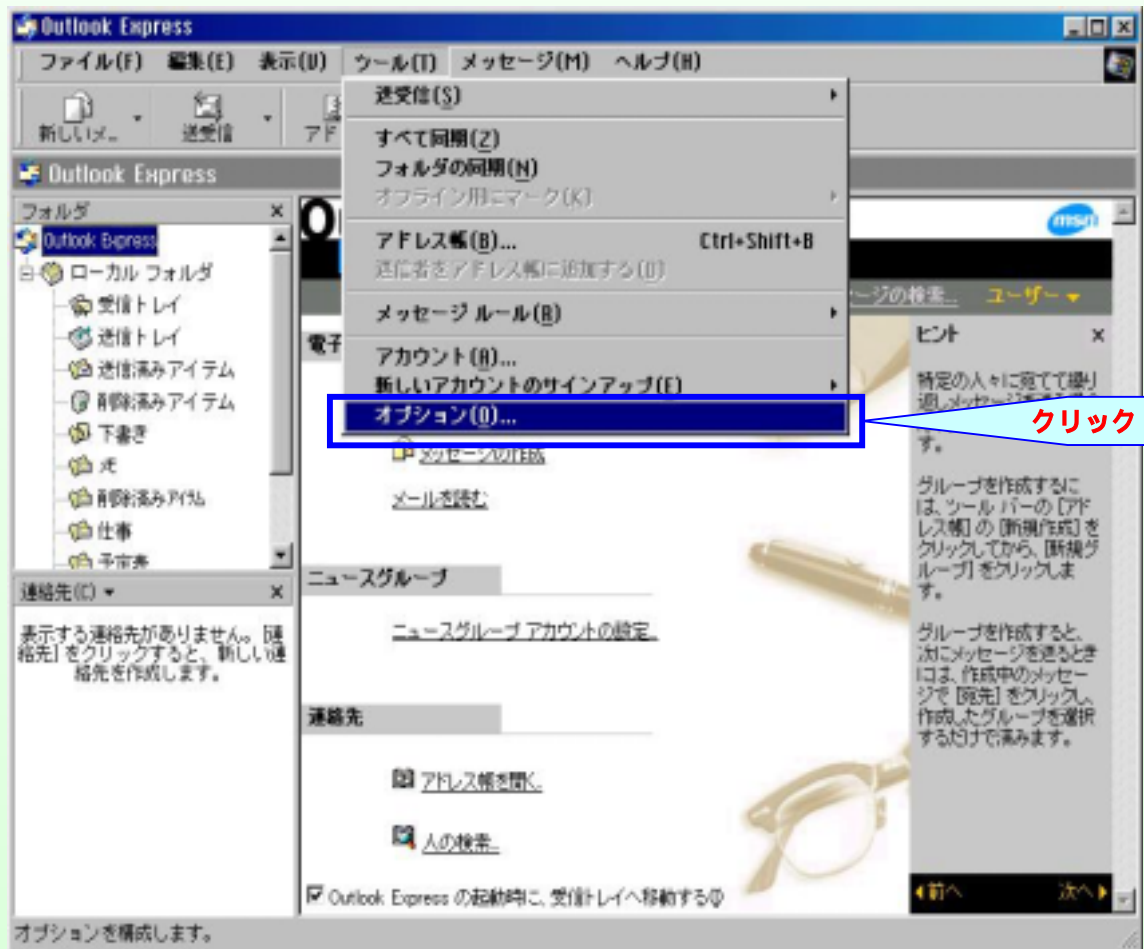 Outlook Express
ファイル(F) 編集(E) 表示(V) ツール(T) メッセージ(M) ヘルプ(H)
新しいメ... 送受信 アド
送受信(S)
すべて同期(Z)
フォルダの同期(N)
オフライン用にマーク(K)
アドレス帳(B)... Ctrl+Shift+B
送信者をアドレス帳に追加する(D)
メッセージ ルール(R)
アカウント(A)...
新しいアカウントのサインアップ(E)
オプション(O)...
クリック
Outlook Express
フォルダ
Outlook Express
ローカル フォルダ
受信トレイ
送信トレイ
送信済みアイテム
削除済みアイテム
下書き
メモ
削除済みアイテム
仕事
予定表
連絡先(C)
表示する連絡先がありません。[連
絡先] をクリックすると、新しい連
絡先を作成します。
msn
ージの検索... ユーザー
電子
メッセージの作成
メールを読む
ニュースグループ
ニュースグループ アカウントの設定...
連絡先
アドレス帳を開く...
人の検索...
Outlook Express の起動時に、受信トレイへ移動する(I)
ヒント
特定の人々に宛てて繰り
返しメッセージを
す。
グループを作成するに
は、ツール バーの [アド
レス帳] の [新規作成] を
クリックしてから、[新規グ
ループ] をクリックしま
す。
グループを作成すると、
次にメッセージを送るとき
には、作成中のメッセー
ジで [宛先] をクリックし、
作成したグループを選択
するだけで済みます。
前へ 次へ
オプションを構成します。